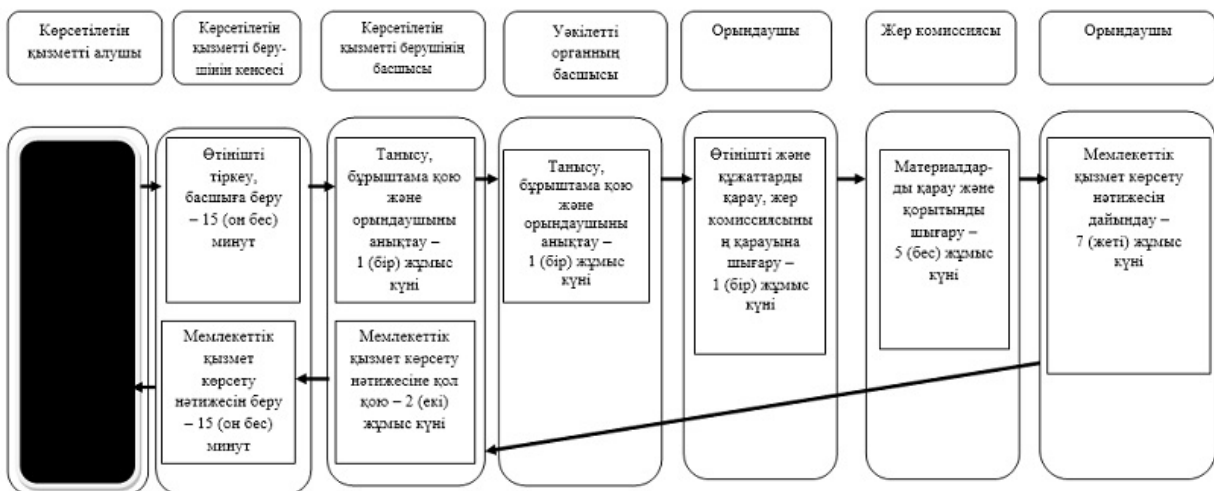 Көрсетілетін
қызметті алушы
Көрсетілетін
қызметті беру-
шінің кеңсесі
Көрсетілетін
қызметті берушінің
басшысы
Уәкілетті
органның
басшысы
Орындаушы
Жер комиссиясы
Орындаушы
Өтінішті
тіркеу,
басшыға беру
– 15 (он бес)
минут
Танысу,
бұрыштама қою
және
орындаушыны
анықтау –
1 (бір) жұмыс
күні
Танысу,
бұрыштама қою
және
орындаушыны
анықтау –
1 (бір) жұмыс
күні
Өтінішті және
құжаттарды
қарау, жер
комиссиясыны
ң қарауына
шығару –
1 (бір) жұмыс
күні
Материалдар-
ды қарау және
қорытынды
шығару –
5 (бес) жұмыс
күні
Мемлекеттік
қызмет көрсету
нәтижесін
дайындау –
7 (жеті) жұмыс
күні
Мемлекеттік
қызмет
көрсету
нәтижесін беру
– 15 (он бес)
минут
Мемлекеттік
қызмет көрсету
нәтижесіне қол
қою – 2 (екі)
жұмыс күні